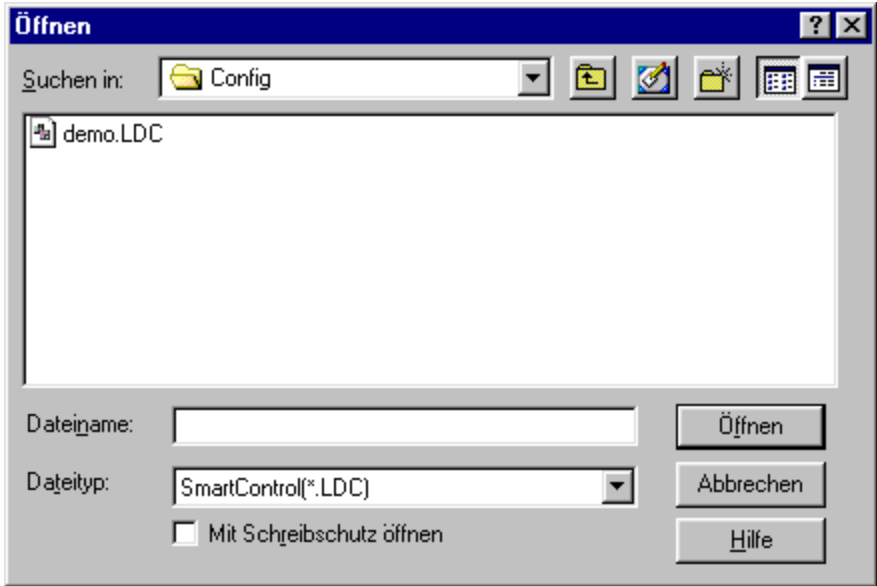 Öffnen
Suchen in: Config
demo.LDC
Dateiname: Öffnen
Dateityp: SmartControl(*.LDC) Abbrechen
Mit Schreibschutz öffnen Hilfe